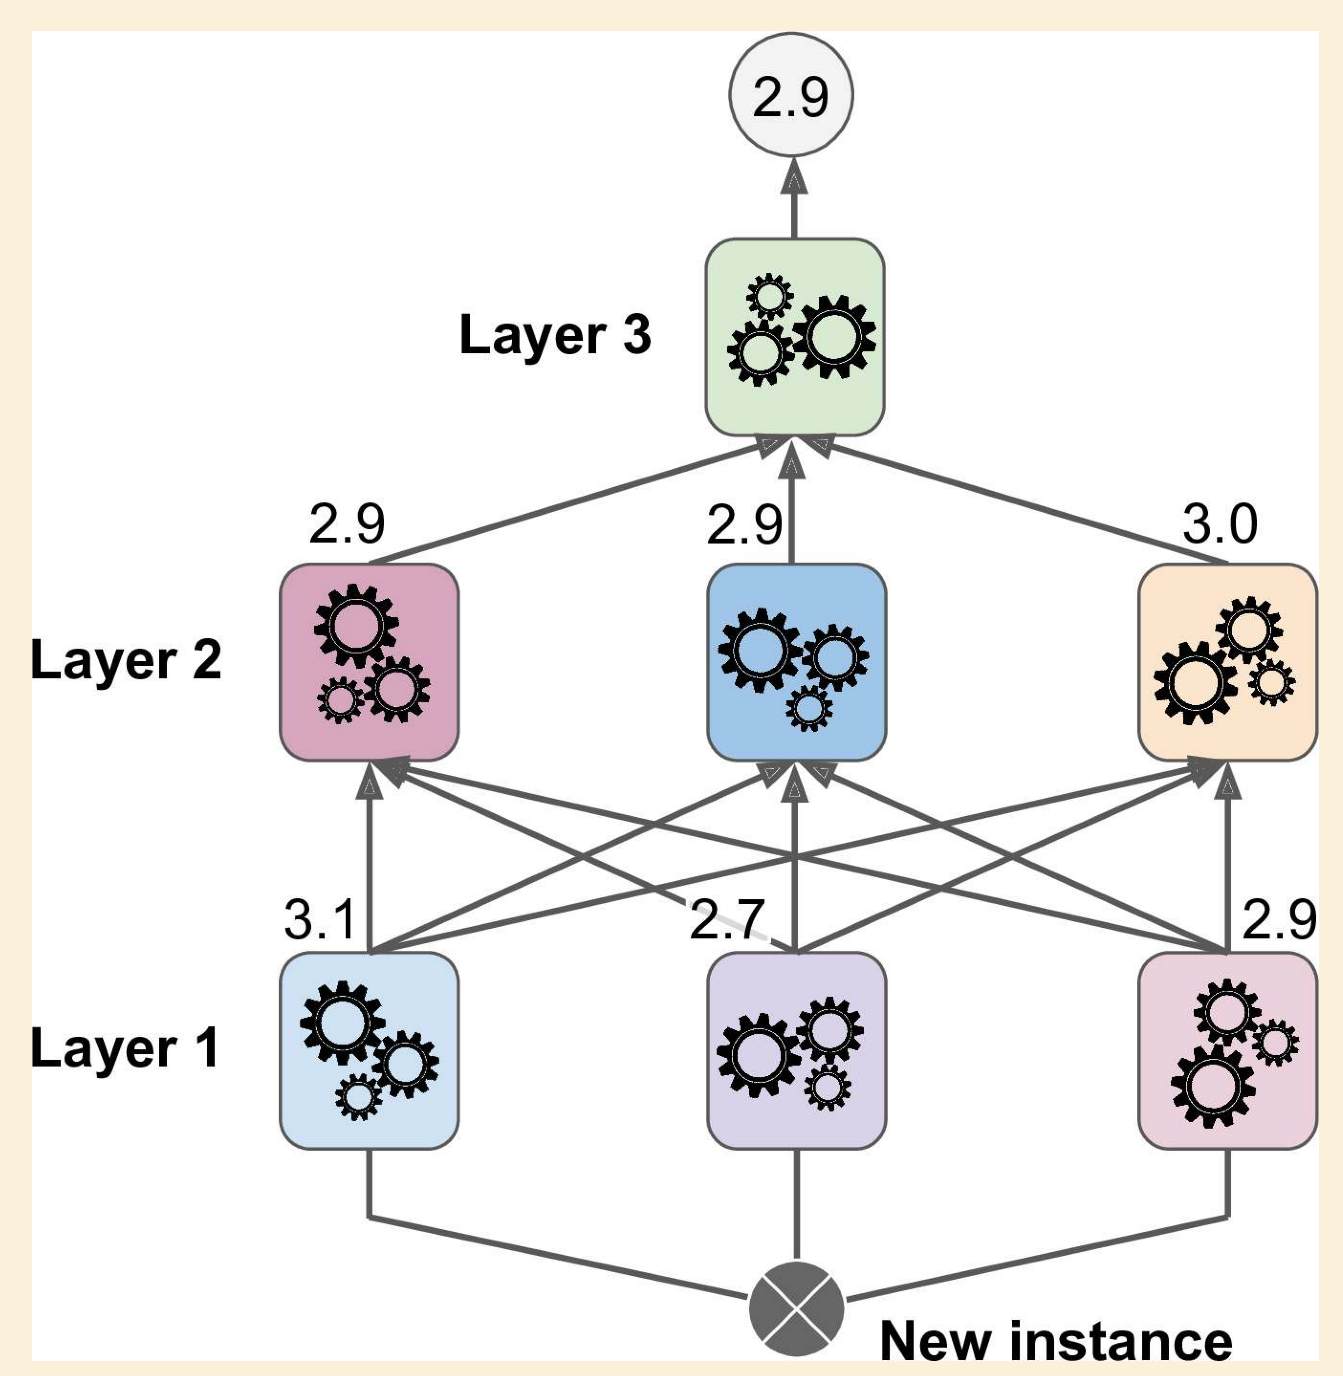 2.9
Layer 3
2.9 2.9 3.0
Layer 2
3.1 2.7 2.9
Layer 1
New instance